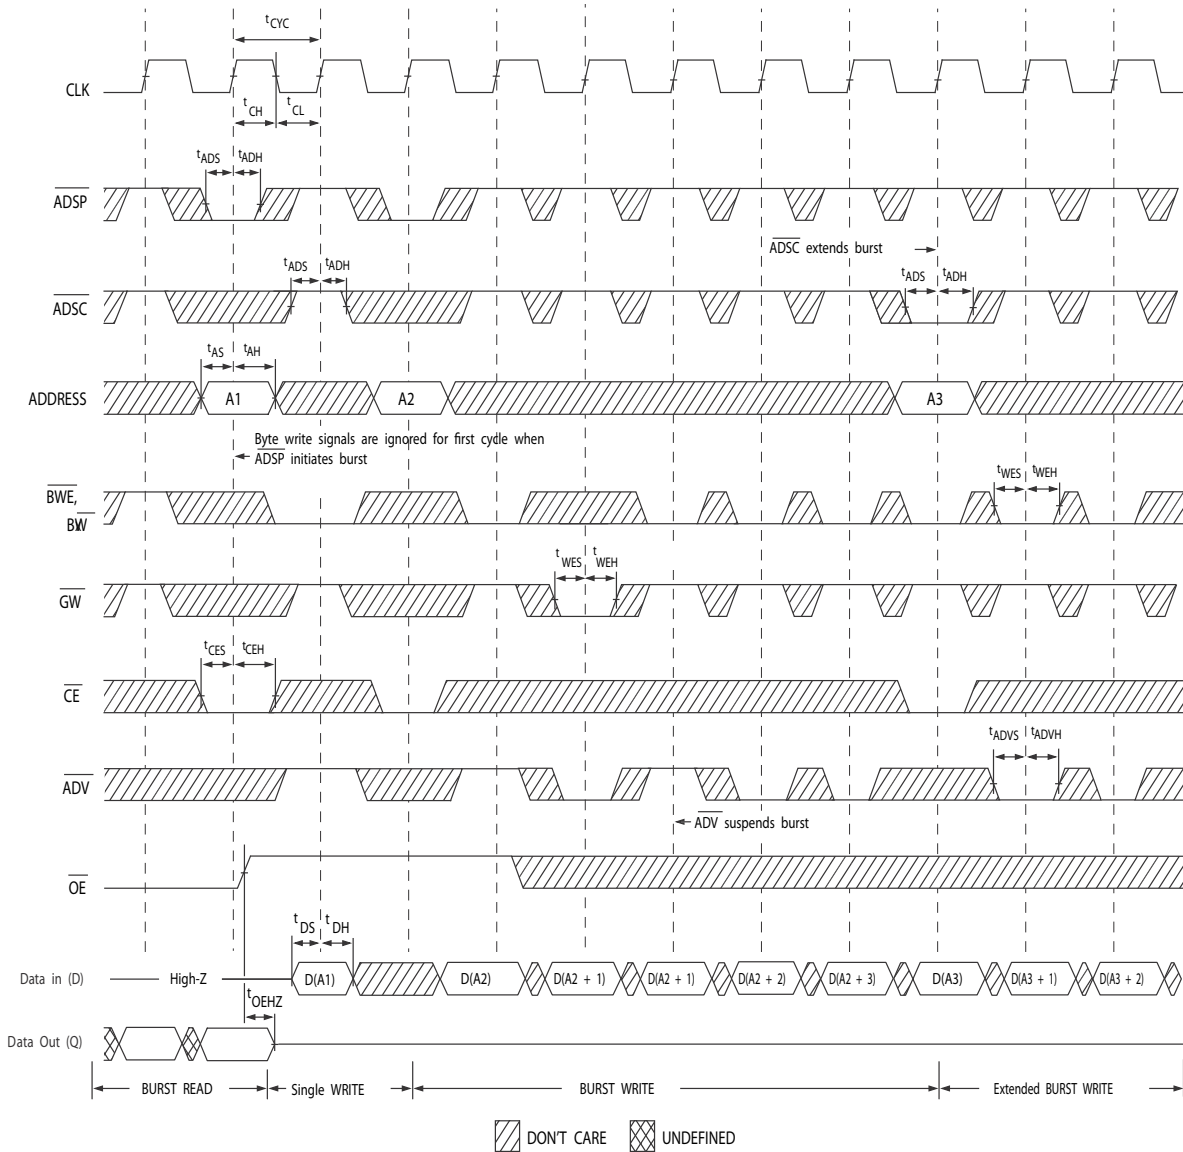 tCYC
CLK
tCH
tCL
tADS tADH
ADSP
ADSC extends burst
tADS tADH
tADS tADH
ADSC
tAS tAH
ADDRESS
A1
A2
A3
Byte write signals are ignored for first cycle when
ADSP initiates burst
tWES tWEH
BWE,
BWX
tWES tWEH
GW
tCES tCEH
CE
tADVS tADVH
ADV
ADV suspends burst
OE
tDS tDH
Data in (D)
High-Z
D(A1)
D(A2)
D(A2 + 1)
D(A2 + 1)
D(A2 + 2)
D(A2 + 3)
D(A3)
D(A3 + 1)
D(A3 + 2)
tOEHZ
Data Out (Q)
BURST READ
Single WRITE
BURST WRITE
Extended BURST WRITE
DON'T CARE
UNDEFINED